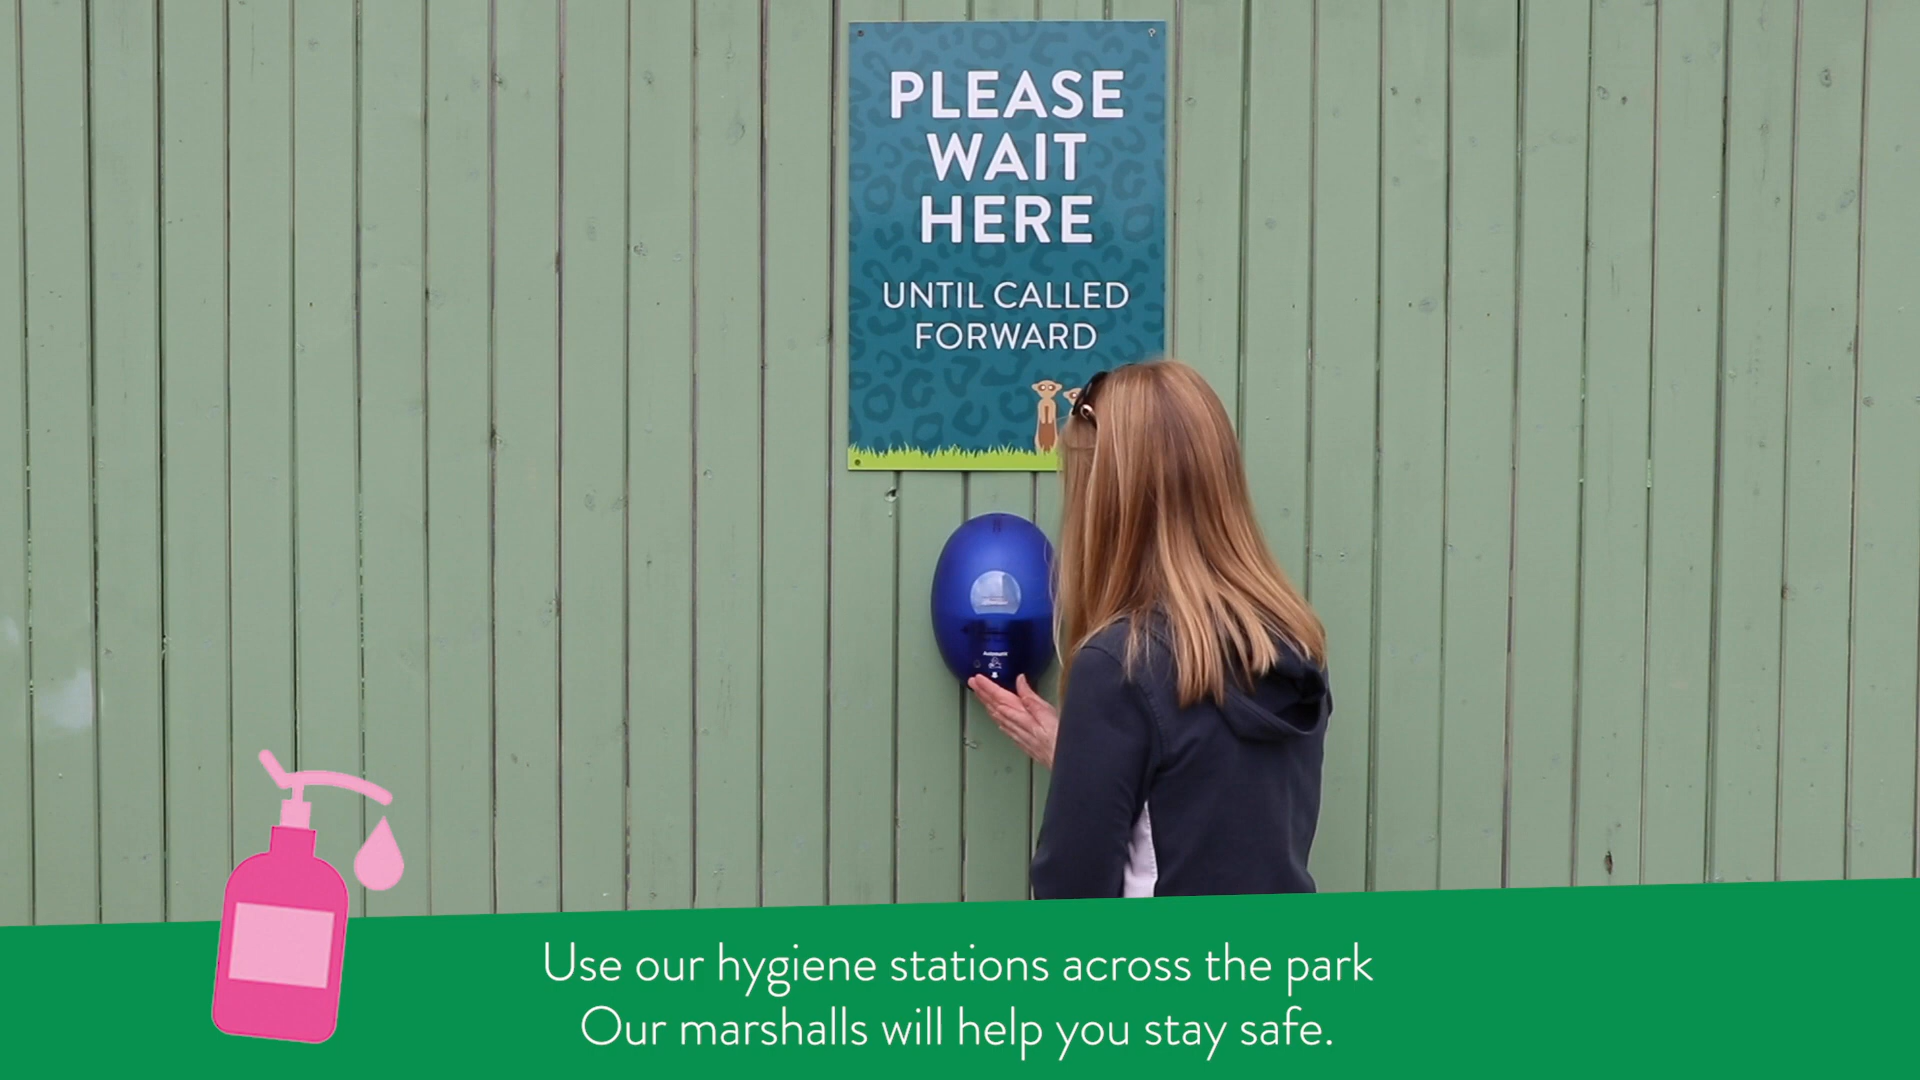 PLEASE
WAIT
HERE
UNTIL CALLED
FORWARD
Automatic
Use our hygiene stations across the park
Our marshalls will help you stay safe.